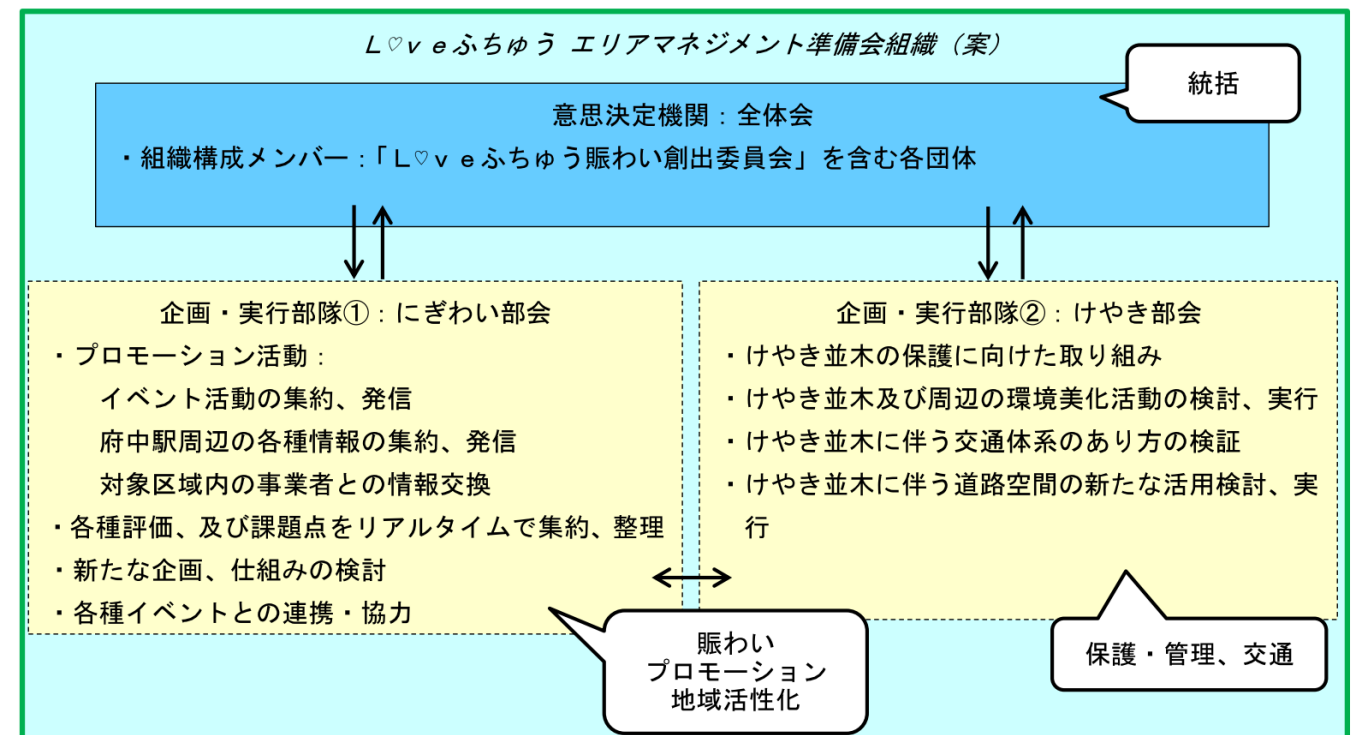 L♡veふちゅう エリアマネジメント準備会組織（案）
統括
意思決定機関：全体会
・組織構成メンバー：「L♡veふちゅう賑わい創出委員会」を含む各団体
企画・実行部隊①：にぎわい部会
・プロモーション活動：
イベント活動の集約、発信
府中駅周辺の各種情報の集約、発信
対象区域内の事業者との情報交換
・各種評価、及び課題点をリアルタイムで集約、整理
・新たな企画、仕組みの検討
・各種イベントとの連携・協力
賑わい
プロモーション
地域活性化
企画・実行部隊②：けやき部会
・けやき並木の保護に向けた取り組み
・けやき並木及び周辺の環境美化活動の検討、実行
・けやき並木に伴う交通体系のあり方の検証
・けやき並木に伴う道路空間の新たな活用検討、実
行
保護・管理、交通